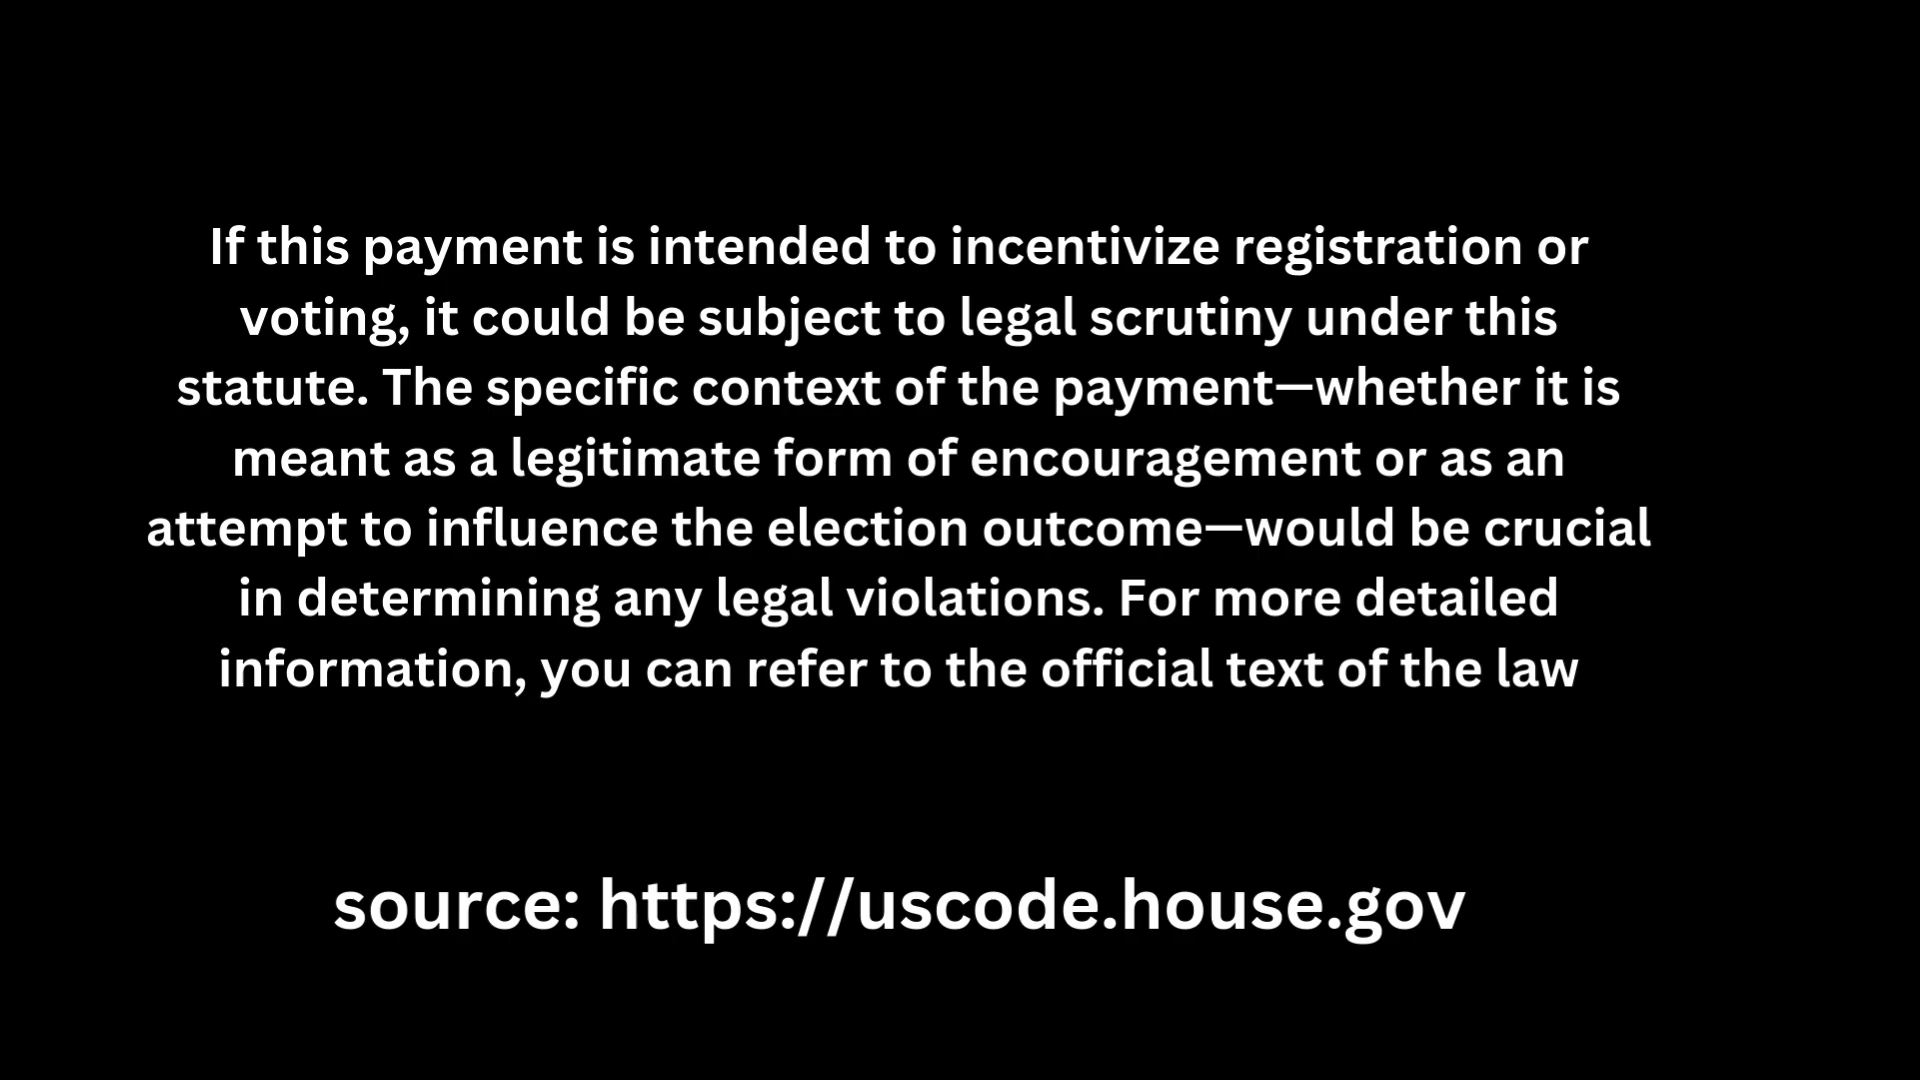 If this payment is intended to incentivize registration or
voting, it could be subject to legal scrutiny under this
statute. The specific context of the payment—whether it is
meant as a legitimate form of encouragement or as an
attempt to influence the election outcome—would be crucial
in determining any legal violations. For more detailed
information, you can refer to the official text of the law
source: https://uscode.house.gov